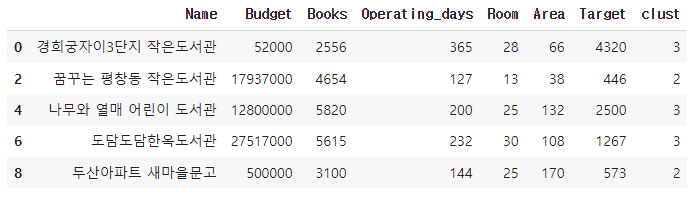 Name Budget Books Operating_days Room Area Target clust
0 경희궁자이3단지 작은도서관 52000 2556 365 28 66 4320 3
2 꿈꾸는 평창동 작은도서관 17937000 4654 127 13 38 446 2
4 나무와 열매 어린이 도서관 12800000 5820 200 25 132 2500 3
6 도담도담한옥도서관 27517000 5615 232 30 108 1267 3
8 두산아파트 새마을문고 500000 3100 144 25 170 573 2